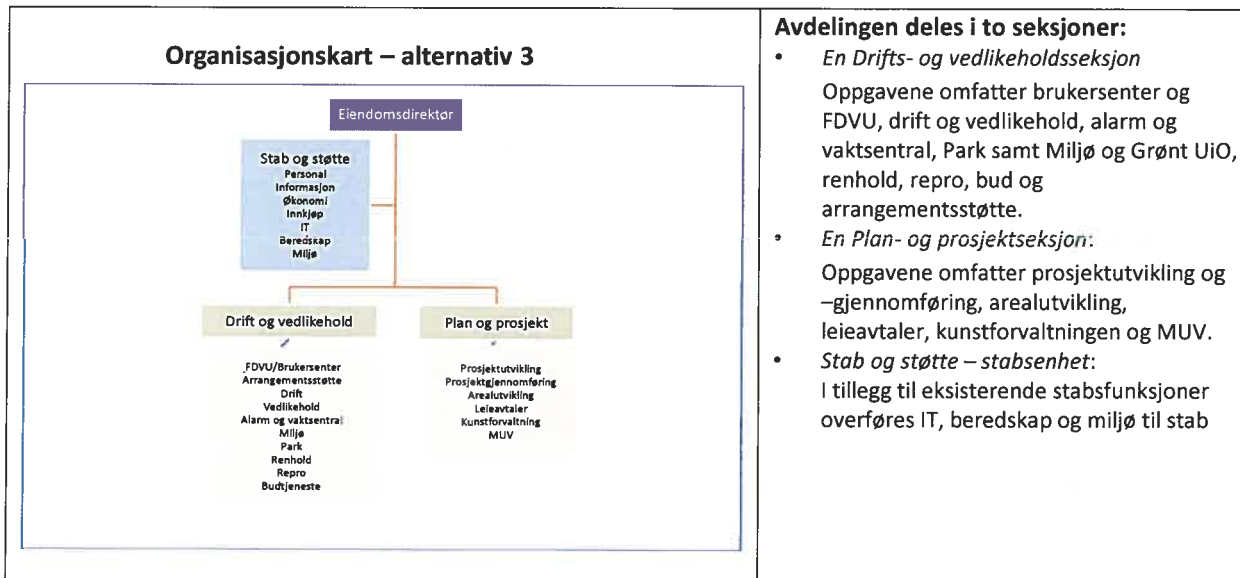 Organisasjonskart – alternativ 3
Eiendomsdirektør
Stab og støtte
Personal
Informasjon
Økonomi
Innkjøp
IT
Beredskap
Miljø
Drift og vedlikehold
FDVU/Brukersenter
Arrangementsstøtte
Drift
Vedlikehold
Alarm og vaktsentral
Miljø
Park
Renhold
Repro
Budtjeneste
Plan og prosjekt
Prosjektutvikling
Prosjektgjennomføring
Arealutvikling
Leieavtaler
Kunstforvaltning
MUV
Avdelingen deles i to seksjoner:
• En Drifts- og vedlikeholdsseksjon
Oppgavene omfatter brukersenter og
FDVU, drift og vedlikehold, alarm og
vaktsentral, Park samt Miljø og Grønt UiO,
renhold, repro, bud og
arrangementsstøtte.
• En Plan- og prosjektseksjon:
Oppgavene omfatter prosjektutvikling og
–gjennomføring, arealutvikling,
leieavtaler, kunstforvaltningen og MUV.
• Stab og støtte – stabsenhet:
I tillegg til eksisterende stabsfunksjoner
overføres IT, beredskap og miljø til stab